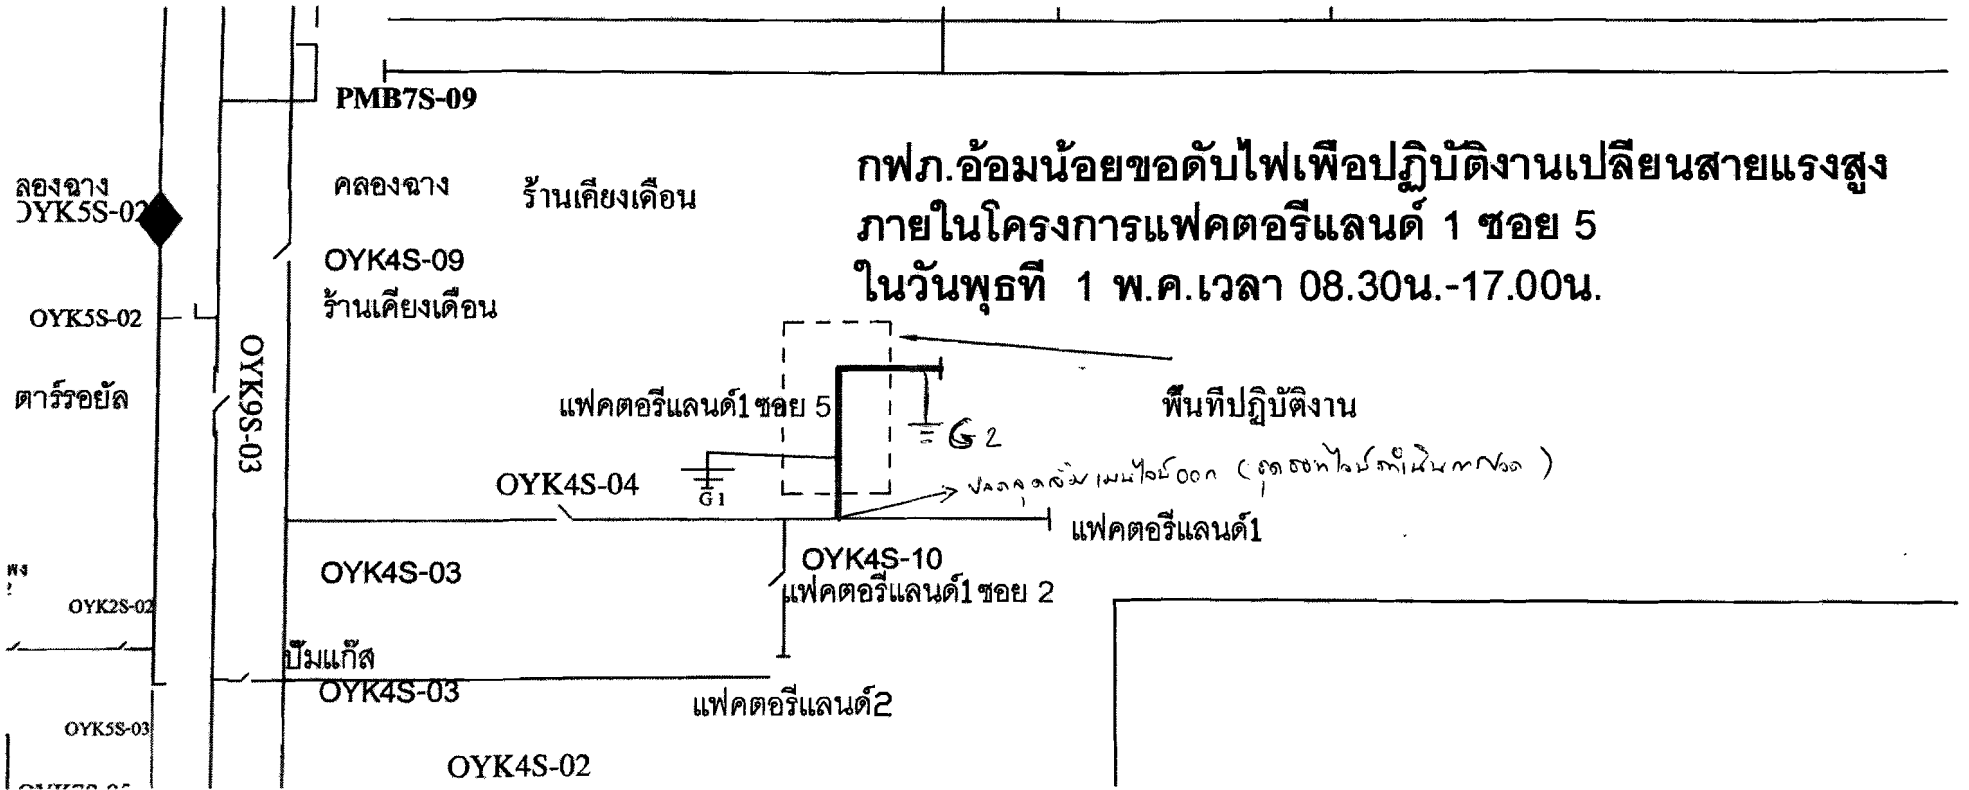 PMB7S-09
กฟภ.อ้อมน้อยขอดับไฟเพื่อปฏิบัติงานเปลี่ยนสายแรงสูง
ภายในโครงการแฟคตอรี่แลนด์ 1 ซอย 5
ในวันพุธที่ 1 พ.ค.เวลา 08.30น.-17.00น.
ลองฉาง
OYK5S-02
คลองฉาง
ร้านเคียงเดือน
OYK4S-09
ร้านเคียงเดือน
OYK5S-02
OYK9S-03
ตาร์รอยัล
แฟคตอรี่แลนด์1ซอย 5
พื้นที่ปฏิบัติงาน
G2
OYK4S-04
G1
แฟคตอรี่แลนด์1
OYK4S-03
OYK4S-10
แฟคตอรี่แลนด์1ซอย 2
พง
OYK2S-02
ปั๊มแก๊ส
OYK4S-03
แฟคตอรี่แลนด์2
OYK5S-03
OYK4S-02